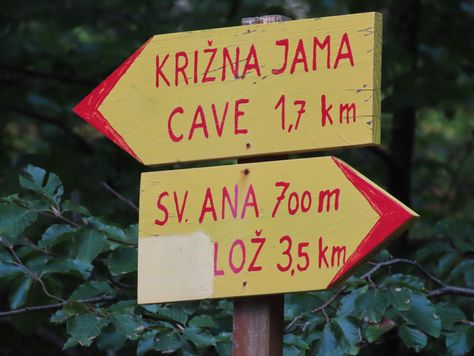 KRIŽNA JAMA
CAVE 1,7 km
SV. ANA 700 m
LOŽ 3,5 km